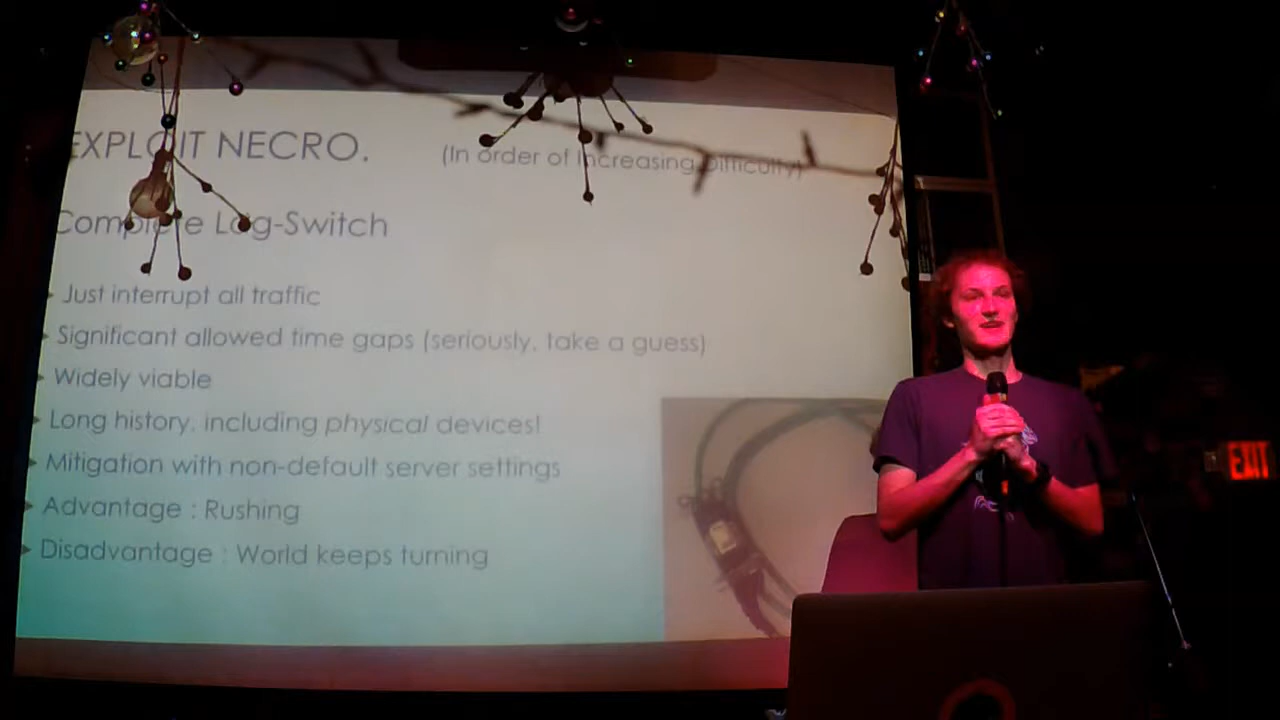 EXPLOIT NECRO.
(In order of Increasing Difficulty)
Complete Lag-Switch
Just interrupt all traffic
Significant allowed time gaps (seriously, take a guess)
Widely viable
Long history, including physical devices!
Mitigation with non-default server settings
Advantage : Rushing
Disadvantage : World keeps turning
EXIT